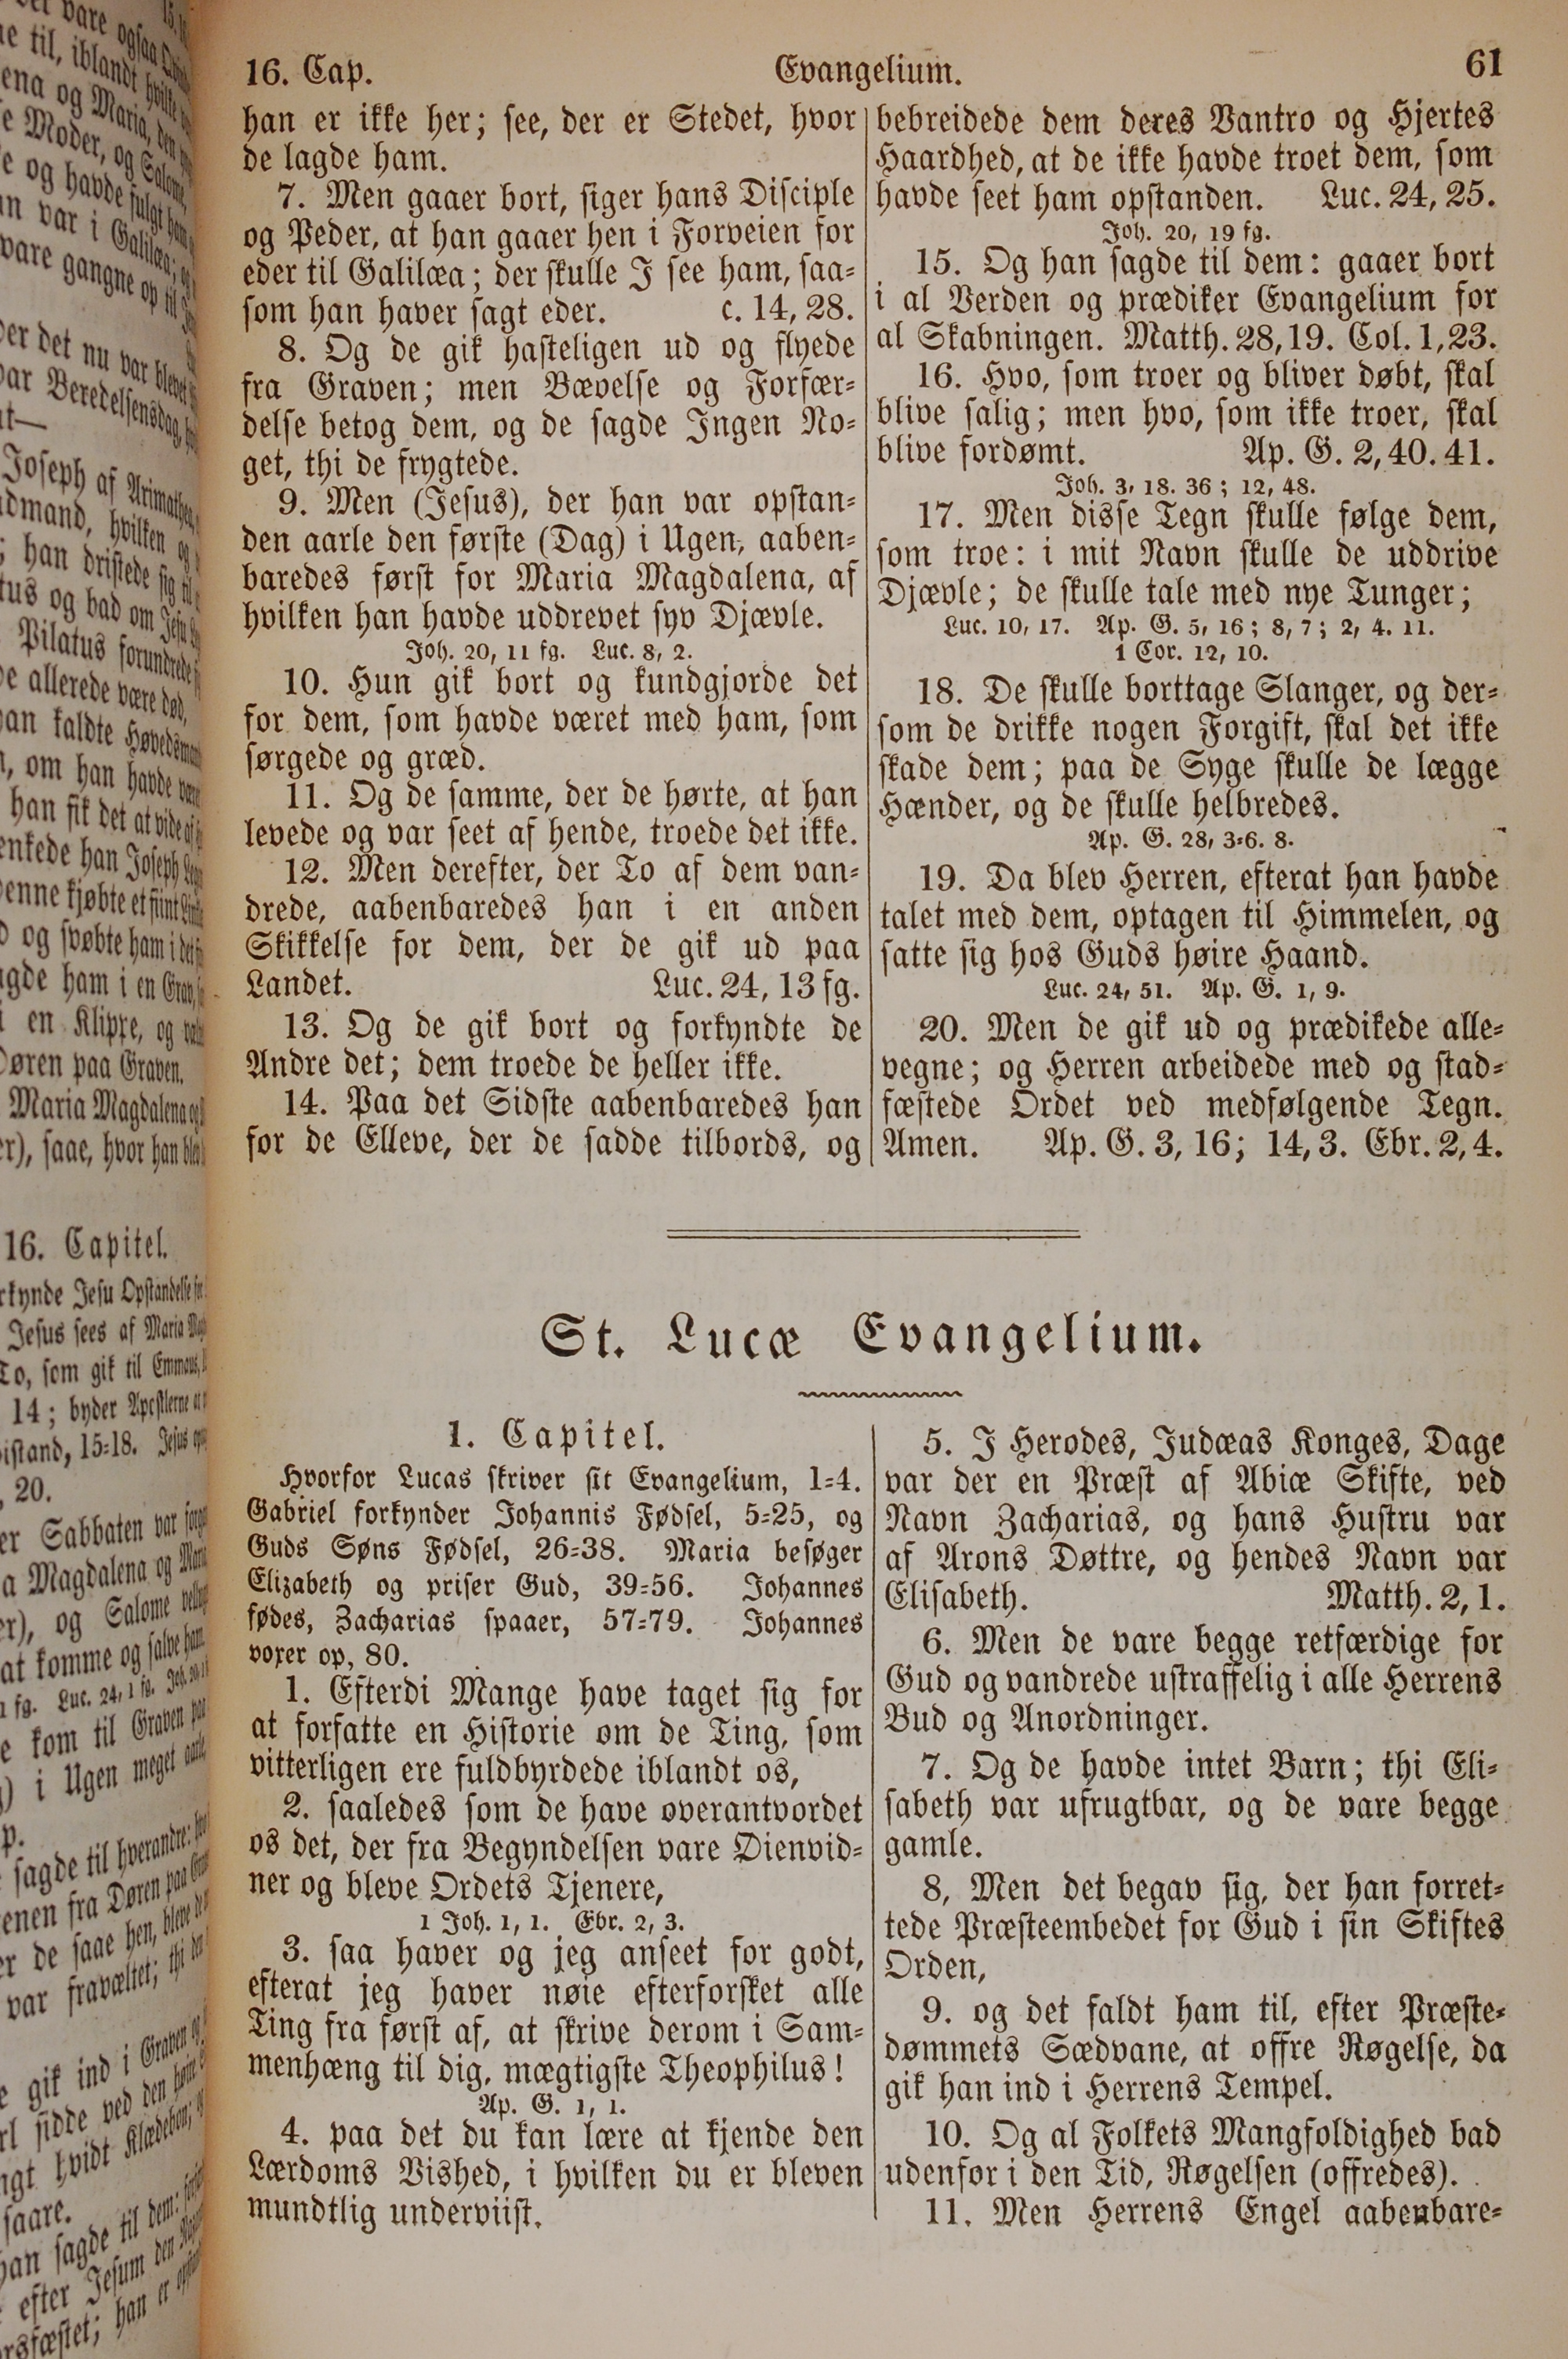 16. Cap.
Evangelium.
61
han er ikke her; see, der er Stedet, hvor
de lagde ham.
7. Men gaaer bort, siger hans Disciple
og Peder, at han gaaer hen i Forveien for
eder til Galilæa; der skulle I see ham, saa-
som han haver sagt eder. c. 14, 28.
8. Og de gik hasteligen ud og flyede
fra Graven; men Bævelse og Forfær-
delse betog dem, og de sagde Ingen No-
get, thi de frygtede.
9. Men (Jesus), der han var opstan-
den aarle den første (Dag) i Ugen, aaben-
baredes først for Maria Magdalena, af
hvilken han havde uddrevet syv Djævle.
Joh. 20, 11 fg. Luc. 8, 2.
10. Hun gik bort og kundgjorde det
for dem, som havde været med ham, som
sørgede og græd.
11. Og de samme, der de hørte, at han
levede og var seet af hende, troede det ikke.
12. Men derefter, der To af dem van-
drede, aabenbaredes han i en anden
Skikkelse for dem, der de gik ud paa
Landet. Luc. 24, 13 fg.
13. Og de gik bort og forkyndte de
Andre det; dem troede de heller ikke.
14. Paa det Sidste aabenbaredes han
for de Elleve, der de sadde tilbords, og
bebreidede dem deres Vantro og Hjertes
Haardhed, at de ikke havde troet dem, som
havde seet ham opstanden. Luc. 24, 25.
Joh. 20, 19 fg.
15. Og han sagde til dem: gaaer bort
i al Verden og prædiker Evangelium for
al Skabningen. Matth. 28, 19. Col. 1, 23.
16. Hvo, som troer og bliver døbt, skal
blive salig; men hvo, som ikke troer, skal
blive fordømt. Ap. G. 2, 40. 41.
Joh. 3, 18. 36; 12, 48.
17. Men disse Tegn skulle følge dem,
som troe: i mit Navn skulle de uddrive
Djævle; de skulle tale med nye Tunger;
Luc. 10, 17. Ap. G. 5, 16; 8, 7; 2, 4. 11.
1 Cor. 12, 10.
18. De skulle borttage Slanger, og der-
som de drikke nogen Forgift, skal det ikke
skade dem; paa de Syge skulle de lægge
Hænder, og de skulle helbredes.
Ap. G. 28, 3-6. 8.
19. Da blev Herren, efterat han havde
talet med dem, optagen til Himmelen, og
satte sig hos Guds høire Haand.
Luc. 24, 51. Ap. G. 1, 9.
20. Men de gik ud og prædikede alle-
vegne; og Herren arbeidede med og stad-
fæstede Ordet ved medfølgende Tegn.
Amen. Ap. G. 3, 16; 14, 3. Ebr. 2, 4.
St. Lucæ Evangelium.
1. Capitel.
Hvorfor Lucas skriver sit Evangelium, 1-4.
Gabriel forkynder Johannis Fødsel, 5-25, og
Guds Søns Fødsel, 26-38. Maria besøger
Elizabeth og priser Gud, 39-56. Johannes
fødes, Zacharias spaaer, 57-79. Johannes
voxer op, 80.
1. Efterdi Mange have taget sig for
at forfatte en Historie om de Ting, som
vitterligen ere fuldbyrdede iblandt os,
2. saaledes som de have overantvordet
os det, der fra Begyndelsen vare Øienvid-
ner og bleve Ordets Tjenere,
1 Joh. 1, 1. Ebr. 2, 3.
3. saa haver og jeg anseet for godt,
efterat jeg haver nøie efterforsket alle
Ting fra først af, at skrive derom i Sam-
menhæng til dig, mægtigste Theophilus!
Ap. G. 1, 1.
4. paa det du kan lære at kjende den
Lærdoms Vished, i hvilken du er bleven
mundtlig underviist.
5. I Herodes, Judæas Konges, Dage
var der en Præst af Abiæ Skifte, ved
Navn Zacharias, og hans Hustru var
af Arons Døttre, og hendes Navn var
Elisabeth. Matth. 2, 1.
6. Men de vare begge retfærdige for
Gud og vandrede ustraffelig i alle Herrens
Bud og Anordninger.
7. Og de havde intet Barn; thi Eli-
sabeth var ufrugtbar, og de vare begge
gamle.
8, Men det begav sig, der han forret-
tede Præsteembedet for Gud i sin Skiftes
Orden,
9. og det faldt ham til, efter Præste-
dømmets Sædvane, at offre Røgelse, da
gik han ind i Herrens Tempel.
10. Og al Folkets Mangfoldighed bad
udenfor i den Tid, Røgelsen (offredes).
11. Men Herrens Engel aabenbare-